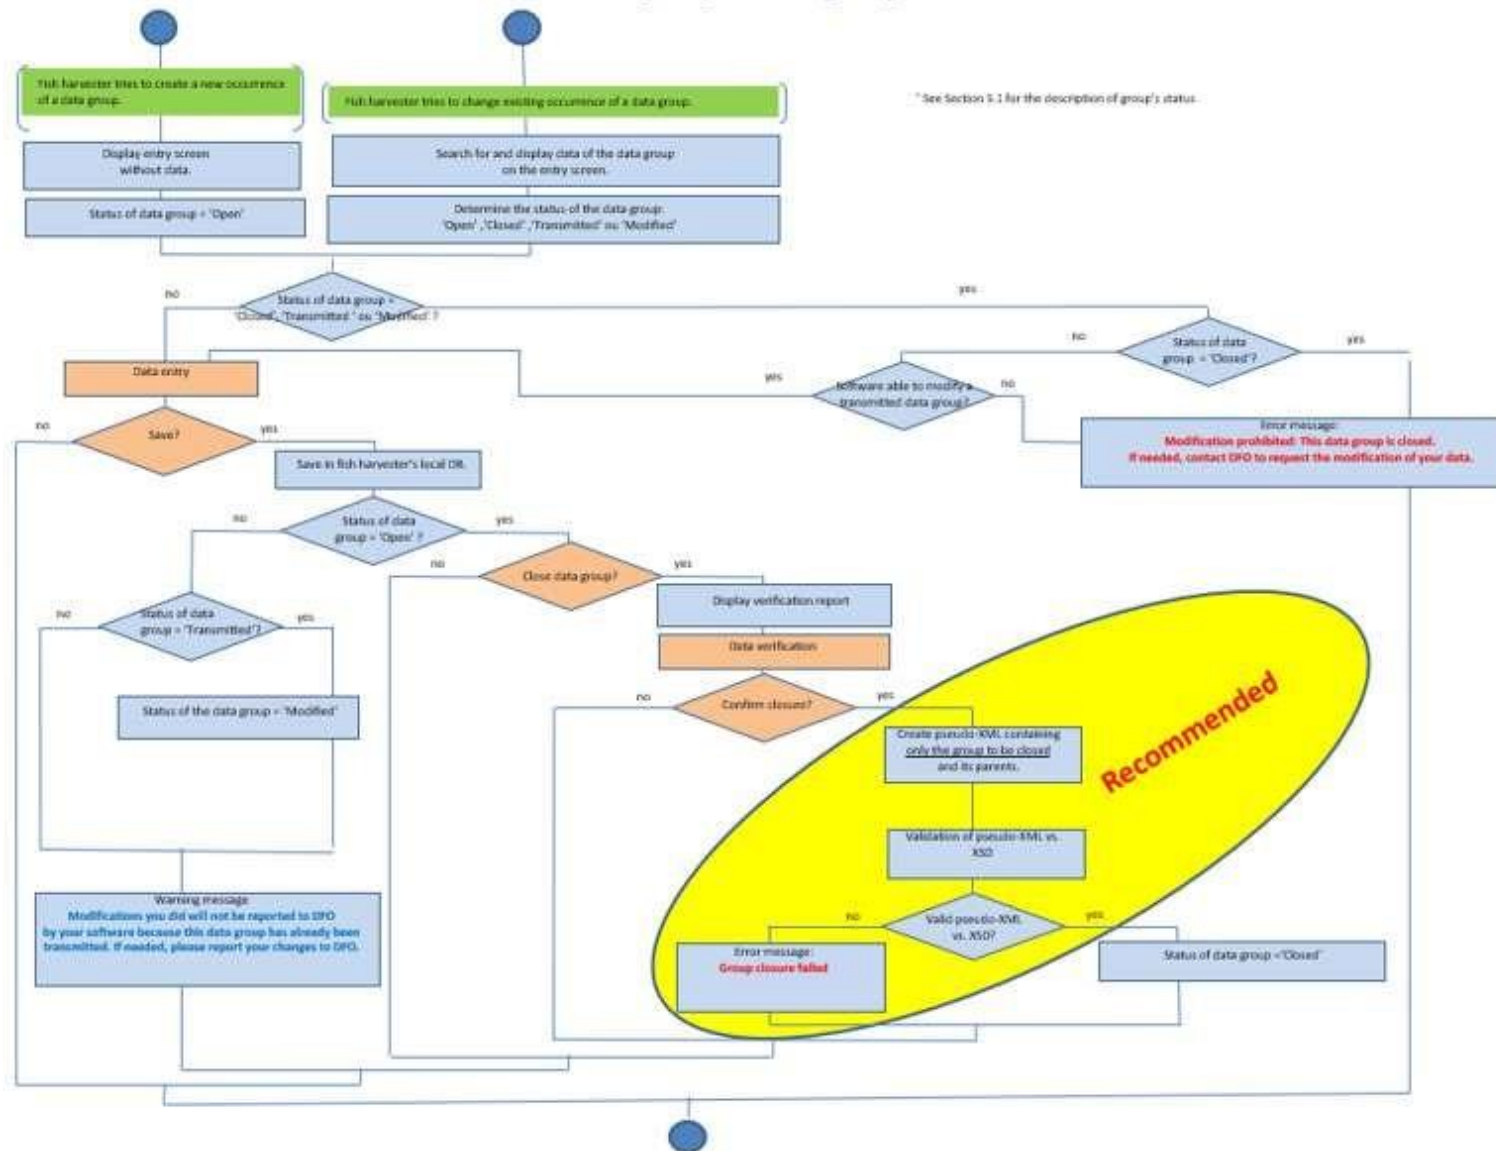 Fish harvester tries to create a new occurrence
of a data group.
Fish harvester tries to change existing occurrence of a data group.
* See Section 5.1 for the description of group's status
Display entry screen
without data.
Search for and display data of the data group
on the entry screen.
Status of data group = 'Open'
Determine the status of the data group:
'Open' ,'Closed' ,'Transmitted' ou 'Modified'
no
Status of data group =
'Closed', 'Transmitted ' ou 'Modified' ?
yes
no
Status of data
group = 'Closed'?
yes
Data entry
yes
Software able to modify a
transmitted data group?
no
no
Save?
yes
Error message:
Modification prohibited: This data group is closed.
If needed, contact DFO to request the modification of your data.
Save in fish harvester's local DB.
no
Status of data
group = 'Open' ?
yes
no
Close data group?
yes
Display verification report
no
Status of data
group = 'Transmitted'?
yes
Data verification
no
Confirm closure?
yes
Status of the data group = 'Modified'
Create pseudo-XML containing
only the group to be closed
and its parents.
Recommended
Validation of pseudo-XML vs.
XSD
Warning message
Modifications you did will not be reported to DFO
by your software because this data group has already been
transmitted. If needed, please report your changes to DFO.
no
Valid pseudo-XML
vs. XSD?
yes
Error message:
Group closure failed
Status of data group ='Closed'